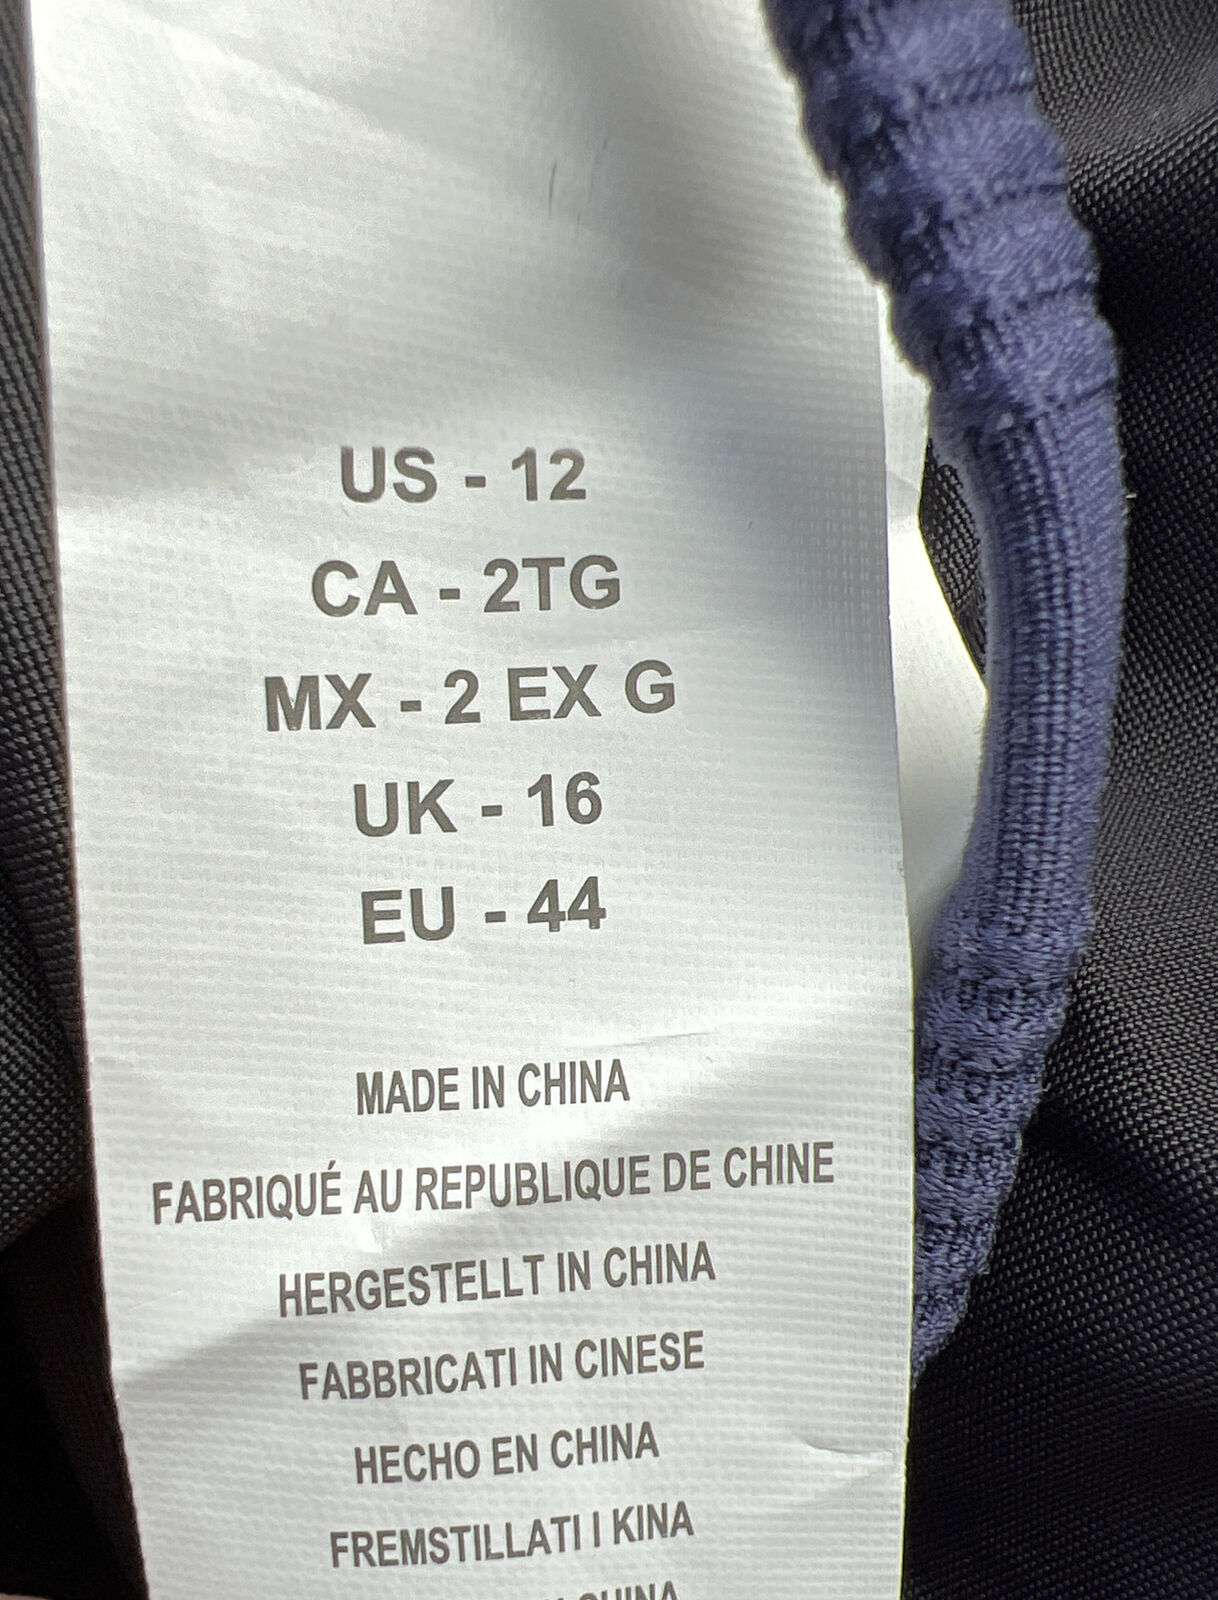 US - 12
CA - 2TG
MX - 2 EX G
UK - 16
EU - 44
MADE IN CHINA
FABRIQUÉ AU REPUBLIQUE DE CHINE
HERGESTELLT IN CHINA
FABBRICATI IN CINESE
HECHO EN CHINA
FREMSTILLATI I KINA
CHINA